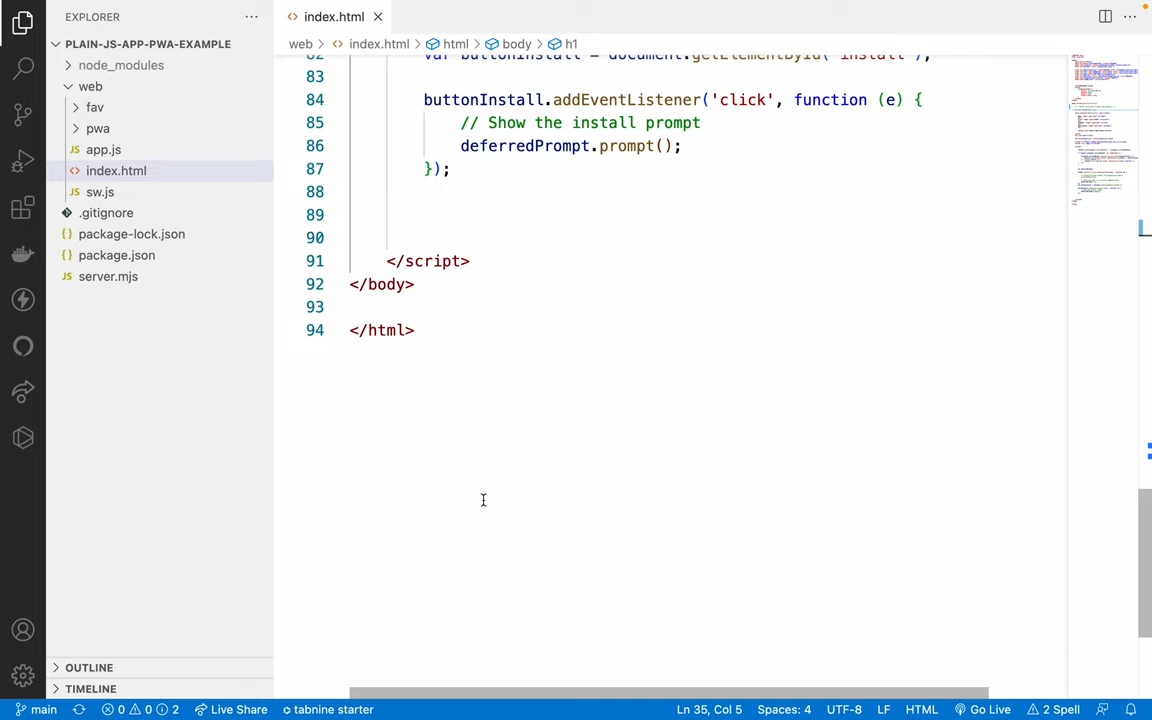 EXPLORER
PLAIN-JS-APP-PWA-EXAMPLE
node_modules
web
fav
pwa
JS app.js
<> index.html
JS sw.js
.gitignore
{} package-lock.json
{} package.json
JS server.mjs
OUTLINE
TIMELINE
<> index.html
web > <> index.html > html > body > h1
82 var buttonInstall = document.getElementById('install');
83
84 buttonInstall.addEventListener('click', function (e) {
85 // Show the install prompt
86 deferredPrompt.prompt();
87 });
88
89
90
91 </script>
92 </body>
93
94 </html>
main 0 0 2 Live Share tabnine starter Ln 35, Col 5 Spaces: 4 UTF-8 LF HTML Go Live 2 Spell